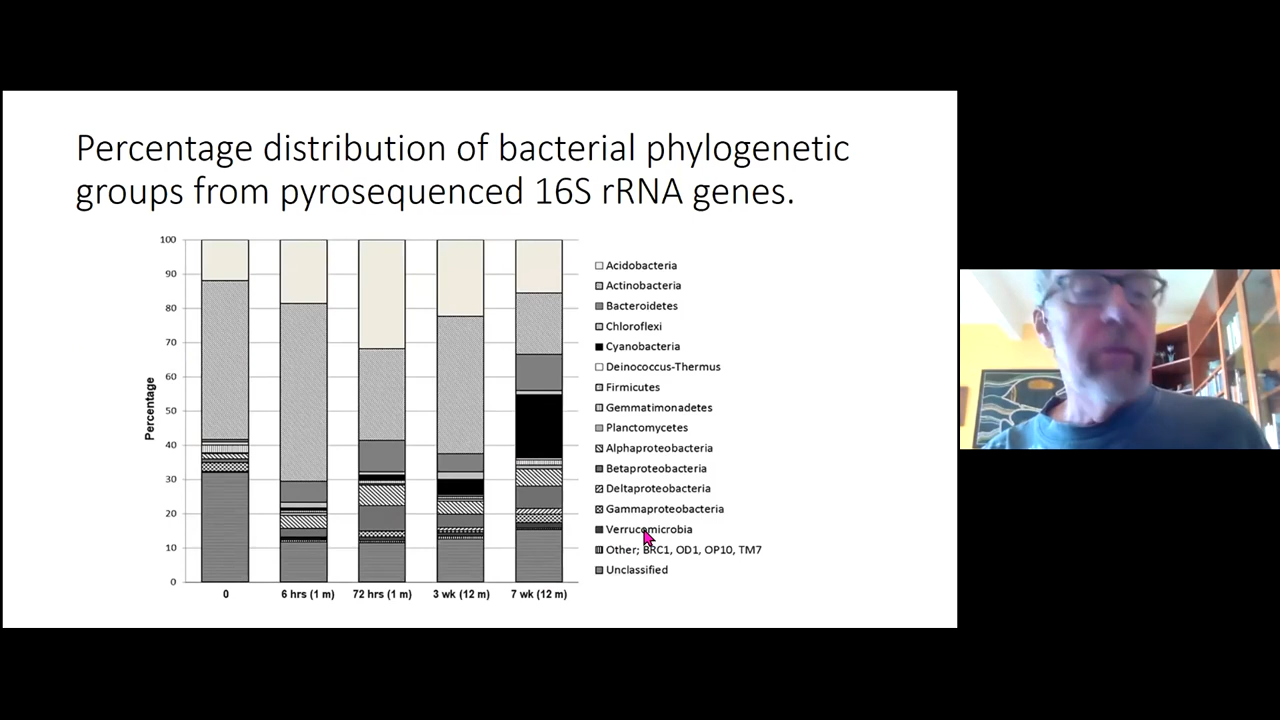 Percentage distribution of bacterial phylogenetic
groups from pyrosequenced 16S rRNA genes.
100
90
80
70
60
50
40
30
20
10
0
Percentage
0
6 hrs (1 m)
72 hrs (1 m)
3 wk (12 m)
7 wk (12 m)
Acidobacteria
Actinobacteria
Bacteroidetes
Chloroflexi
Cyanobacteria
Deinococcus-Thermus
Firmicutes
Gemmatimonadetes
Planctomycetes
Alphaproteobacteria
Betaproteobacteria
Deltaproteobacteria
Gammaproteobacteria
Verrucomicrobia
Other; BRC1, OD1, OP10, TM7
Unclassified